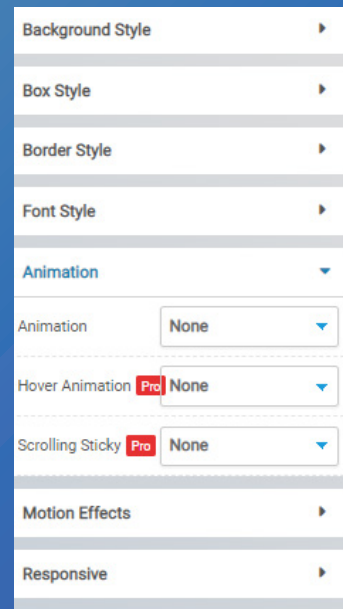 Background Style
Box Style
Border Style
Font Style
Animation
Animation None
Hover Animation Pro None
Scrolling Sticky Pro None
Motion Effects
Responsive